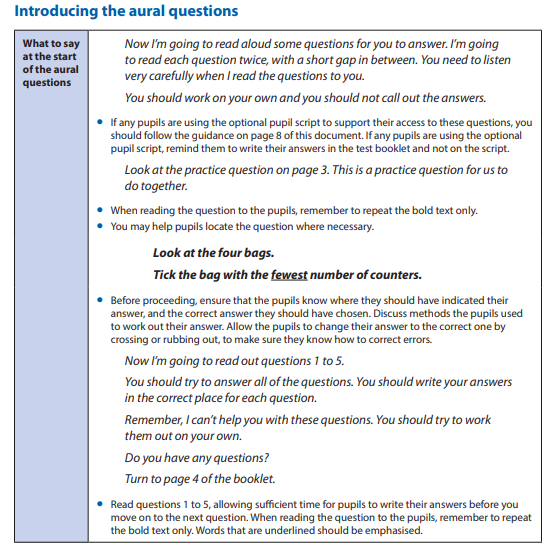 Introducing the aural questions
What to say
at the start
of the aural
questions
Now I'm going to read aloud some questions for you to answer. I'm going
to read each question twice, with a short gap in between. You need to listen
very carefully when I read the questions to you.
You should work on your own and you should not call out the answers.
• If any pupils are using the optional pupil script to support their access to these questions, you
should follow the guidance on page 8 of this document. If any pupils are using the optional
pupil script, remind them to write their answers in the test booklet and not on the script.
Look at the practice question on page 3. This is a practice question for us to
do together.
• When reading the question to the pupils, remember to repeat the bold text only.
• You may help pupils locate the question where necessary.
Look at the four bags.
Tick the bag with the fewest number of counters.
• Before proceeding, ensure that the pupils know where they should have indicated their
answer, and the correct answer they should have chosen. Discuss methods the pupils used
to work out their answer. Allow the pupils to change their answer to the correct one by
crossing or rubbing out, to make sure they know how to correct errors.
Now I'm going to read out questions 1 to 5.
You should try to answer all of the questions. You should write your answers
in the correct place for each question.
Remember, I can't help you with these questions. You should try to work
them out on your own.
Do you have any questions?
Turn to page 4 of the booklet.
• Read questions 1 to 5, allowing sufficient time for pupils to write their answers before you
move on to the next question. When reading the question to the pupils, remember to repeat
the bold text only. Words that are underlined should be emphasised.